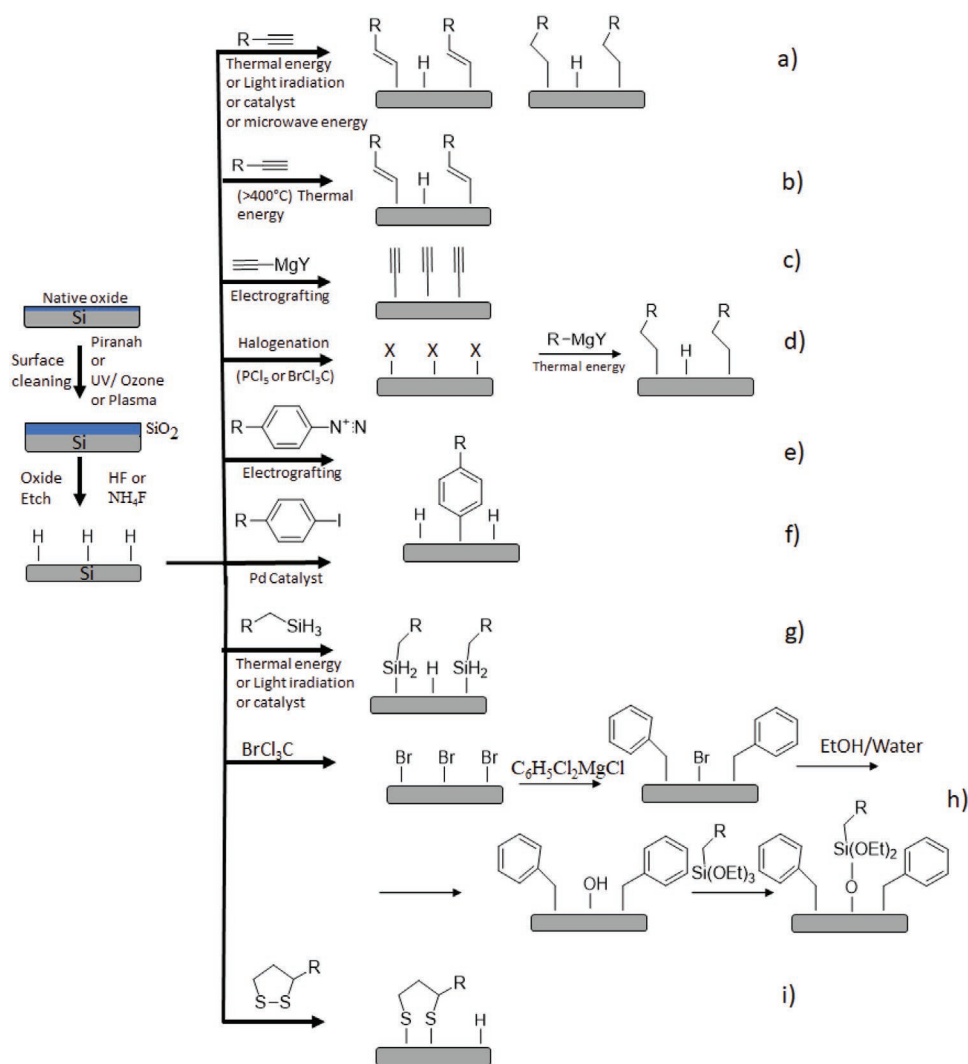 Native oxide
Si
Surface
cleaning
Piranah
or
UV/ Ozone
or Plasma
SiO₂
Si
Oxide
Etch
HF or
NH₄F
H H H
Si
R
Thermal energy
or Light irradiation
or catalyst
or microwave energy
R R
H
R R
H
a)
R
(>400°C) Thermal
energy
R R
H
b)
MgY
Electrografting
c)
Halogenation
(PCl₅ or BrCl₃C)
X X X
R–MgY
Thermal energy
R R
H
d)
R N⁺:N
Electrografting
e)
R I
Pd Catalyst
R
H H
f)
R SiH₃
Thermal energy
or Light irradiation
or catalyst
R R
SiH₂ H SiH₂
g)
BrCl₃C
Br Br Br
C₆H₅Cl₂MgCl
Br
EtOH/Water
h)
OH
R
Si(OEt)₃
R
Si(OEt)₂
O
R
S–S
R
S S H
i)